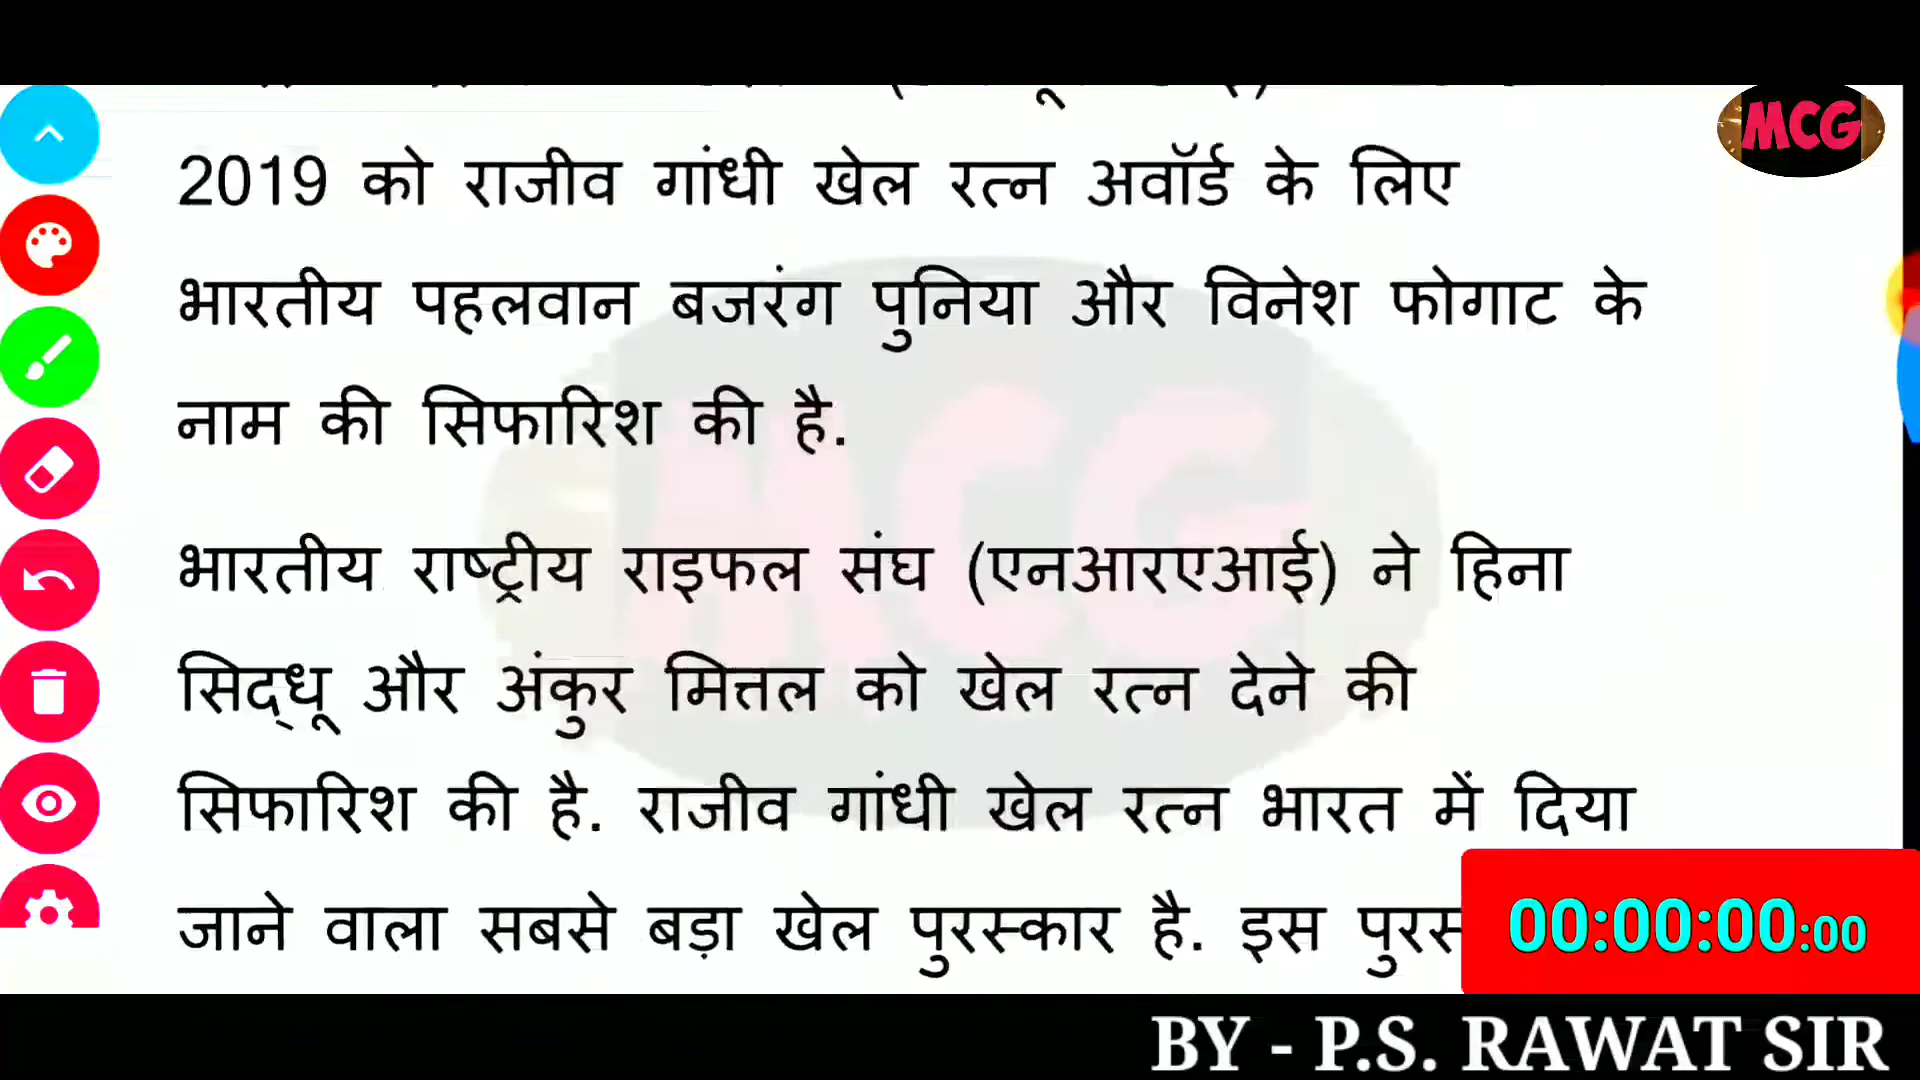 MCG
2019 को राजीव गांधी खेल रत्न अवॉर्ड के लिए
भारतीय पहलवान बजरंग पुनिया और विनेश फोगाट के
नाम की सिफारिश की है.
MCG
भारतीय राष्ट्रीय राइफल संघ (एनआरएआई) ने हिना
सिद्धू और अंकुर मित्तल को खेल रत्न देने की
सिफारिश की है. राजीव गांधी खेल रत्न भारत में दिया
जाने वाला सबसे बड़ा खेल पुरस्कार है. इस
00:00:00:00
BY - P.S. RAWAT SIR